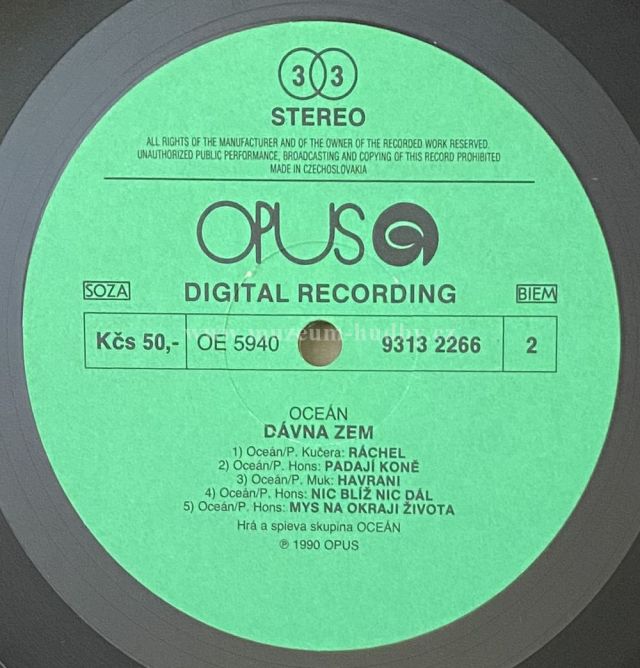 33
STEREO
ALL RIGHTS OF THE MANUFACTURER AND OF THE OWNER OF THE RECORDED WORK RESERVED.
UNAUTHORIZED PUBLIC PERFORMANCE, BROADCASTING AND COPYING OF THIS RECORD PROHIBITED
MADE IN CZECHOSLOVAKIA
OPUS
SOZA DIGITAL RECORDING BIEM
www.muzeum-hudby.cz
Kčs 50,- OE 5940 9313 2266 2
OCEÁN
DÁVNA ZEM
1) Oceán/P. Kučera: RÁCHEL
2) Oceán/P. Hons: PADAJÍ KONĚ
3) Oceán/P. Muk: HAVRANI
4) Oceán/P. Hons: NIC BLÍŽ NIC DÁL
5) Oceán/P. Hons: MYS NA OKRAJI ŽIVOTA
Hrá a spieva skupina OCEÁN
℗ 1990 OPUS